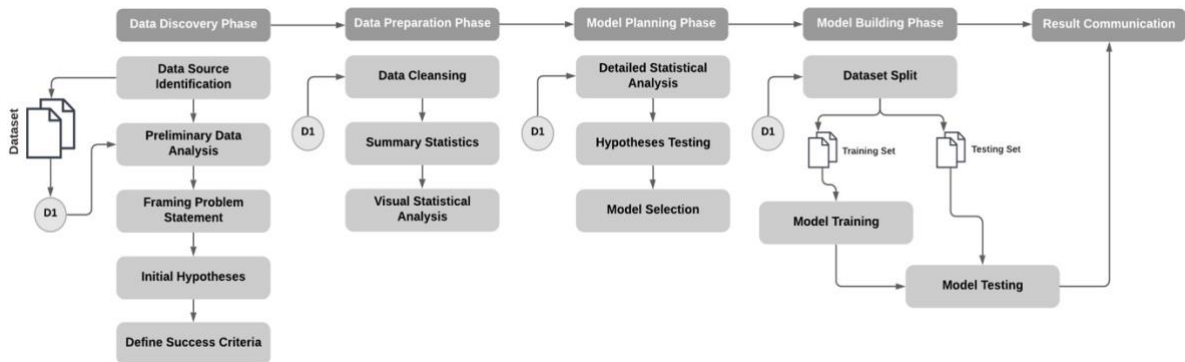 Data Discovery Phase
Data Preparation Phase
Model Planning Phase
Model Building Phase
Result Communication
Data Source
Identification
Dataset
D1
Preliminary Data
Analysis
Framing Problem
Statement
Initial Hypotheses
Define Success Criteria
D1
Data Cleansing
Summary Statistics
Visual Statistical
Analysis
D1
Detailed Statistical
Analysis
Hypotheses Testing
Model Selection
D1
Dataset Split
Training Set
Testing Set
Model Training
Model Testing